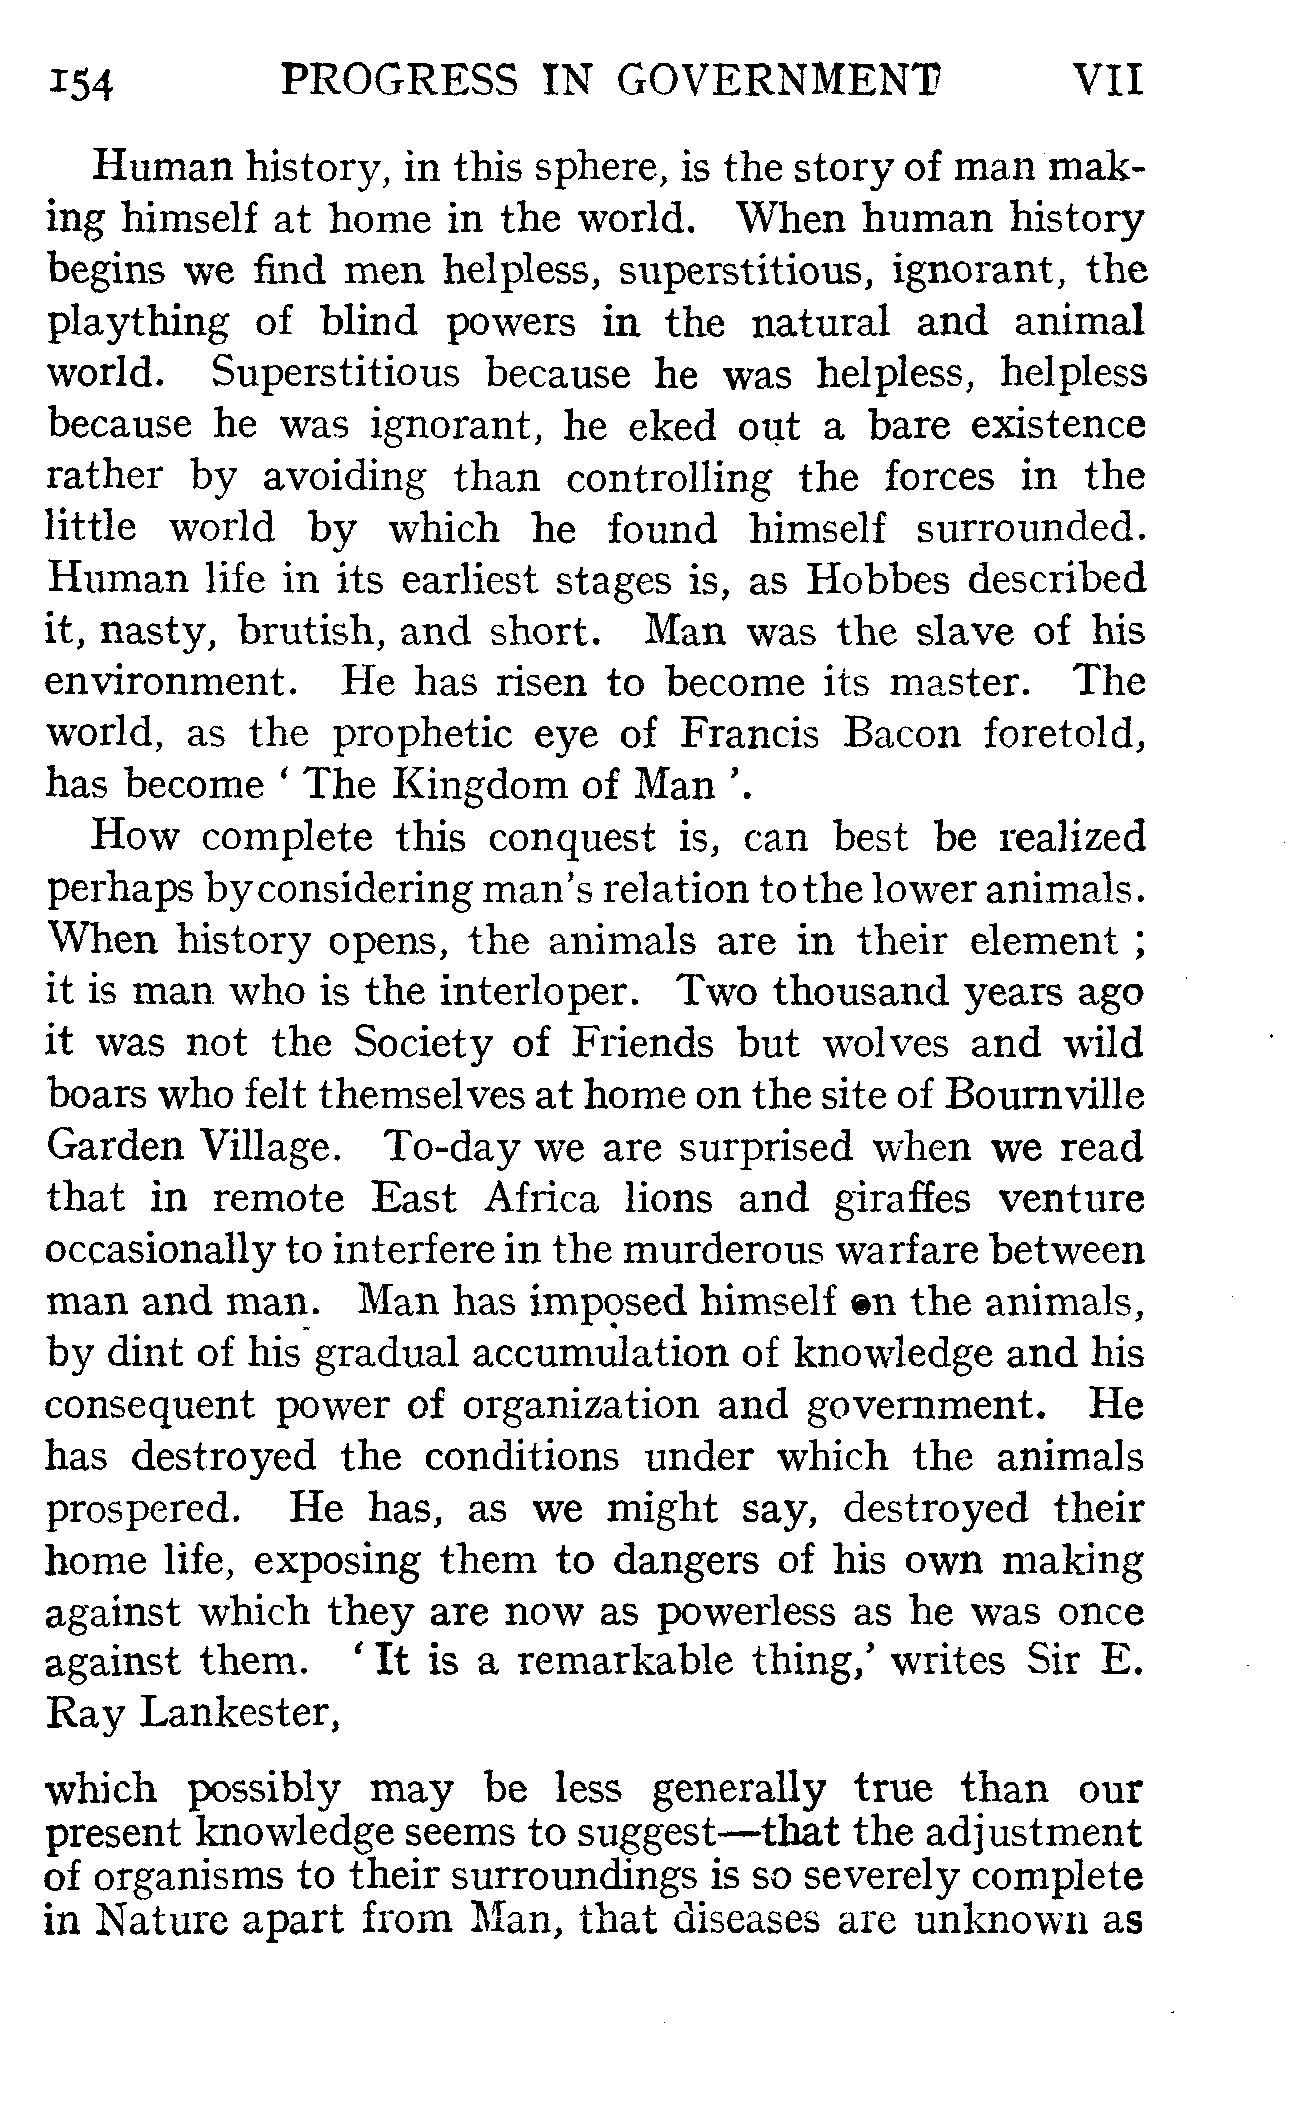 154 PROGRESS IN GOVERNMENT VII
Human history, in this sphere, is the story of man mak-
ing himself at home in the world. When human history
begins we find men helpless, superstitious, ignorant, the
plaything of blind powers in the natural and animal
world. Superstitious because he was helpless, helpless
because he was ignorant, he eked out a bare existence
rather by avoiding than controlling the forces in the
little world by which he found himself surrounded.
Human life in its earliest stages is, as Hobbes described
it, nasty, brutish, and short. Man was the slave of his
environment. He has risen to become its master. The
world, as the prophetic eye of Francis Bacon foretold,
has become ‘ The Kingdom of Man ’.
How complete this conquest is, can best be realized
perhaps by considering man’s relation to the lower animals.
When history opens, the animals are in their element ;
it is man who is the interloper. Two thousand years ago
it was not the Society of Friends but wolves and wild
boars who felt themselves at home on the site of Bournville
Garden Village. To-day we are surprised when we read
that in remote East Africa lions and giraffes venture
occasionally to interfere in the murderous warfare between
man and man. Man has imposed himself on the animals,
by dint of his gradual accumulation of knowledge and his
consequent power of organization and government. He
has destroyed the conditions under which the animals
prospered. He has, as we might say, destroyed their
home life, exposing them to dangers of his own making
against which they are now as powerless as he was once
against them. ‘ It is a remarkable thing,’ writes Sir E.
Ray Lankester,
which possibly may be less generally true than our
present knowledge seems to suggest—that the adjustment
of organisms to their surroundings is so severely complete
in Nature apart from Man, that diseases are unknown as